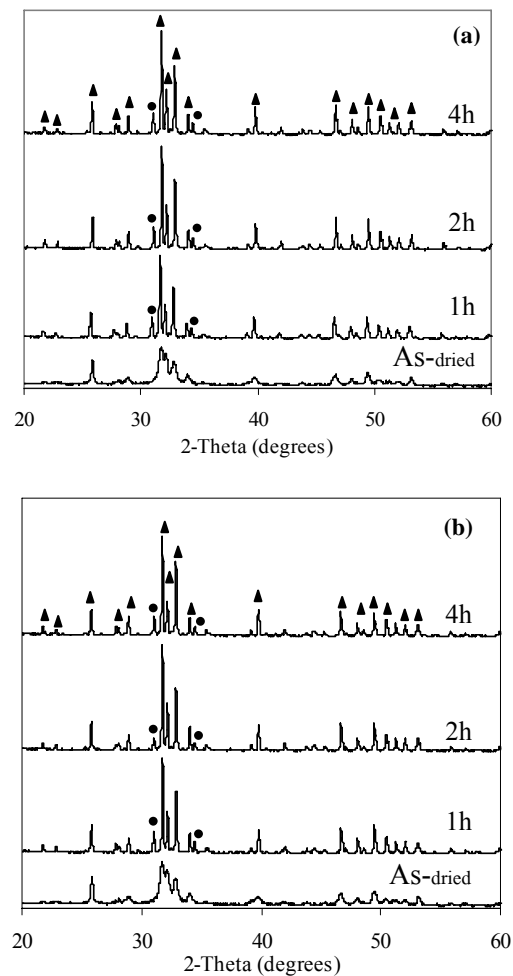 (a)
4h
2h
1h
As-dried
20 30 40 50 60
2-Theta (degrees)
(b)
4h
2h
1h
As-dried
20 30 40 50 60
2-Theta (degrees)